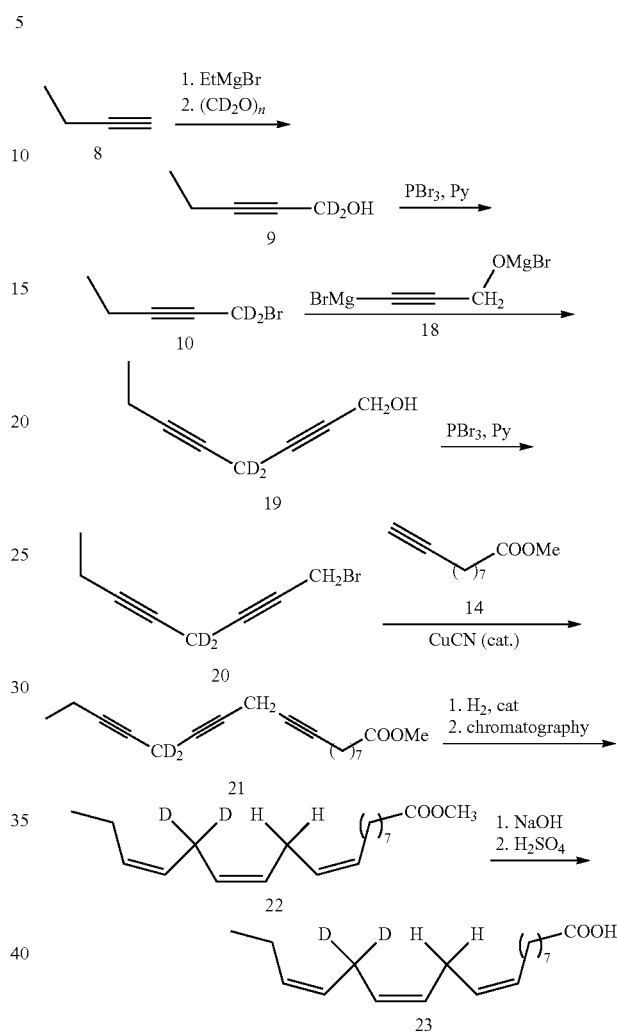 5
1. EtMgBr
2. (CD₂O)ₙ
8
10
CD₂OH
PBr₃, Py
9
OMgBr
15
CD₂Br
BrMg
CH₂
10
18
20
CH₂OH
PBr₃, Py
CD₂
19
25
CH₂Br
COOMe
( )₇
14
CD₂
CuCN (cat.)
20
30
CH₂
1. H₂, cat
2. chromatography
COOMe
CD₂
( )₇
21
35
D D H H ( )₇ COOCH₃
1. NaOH
2. H₂SO₄
22
40
D D H H ( )₇ COOH
23